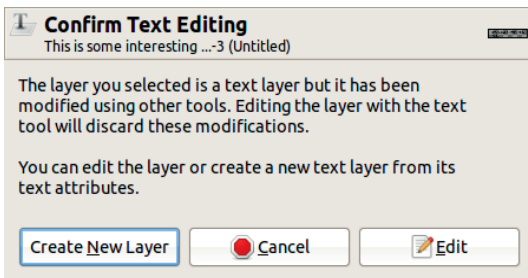 Confirm Text Editing
This is some interesting ...-3 (Untitled)
The layer you selected is a text layer but it has been
modified using other tools. Editing the layer with the text
tool will discard these modifications.
You can edit the layer or create a new text layer from its
text attributes.
Create New Layer Cancel Edit